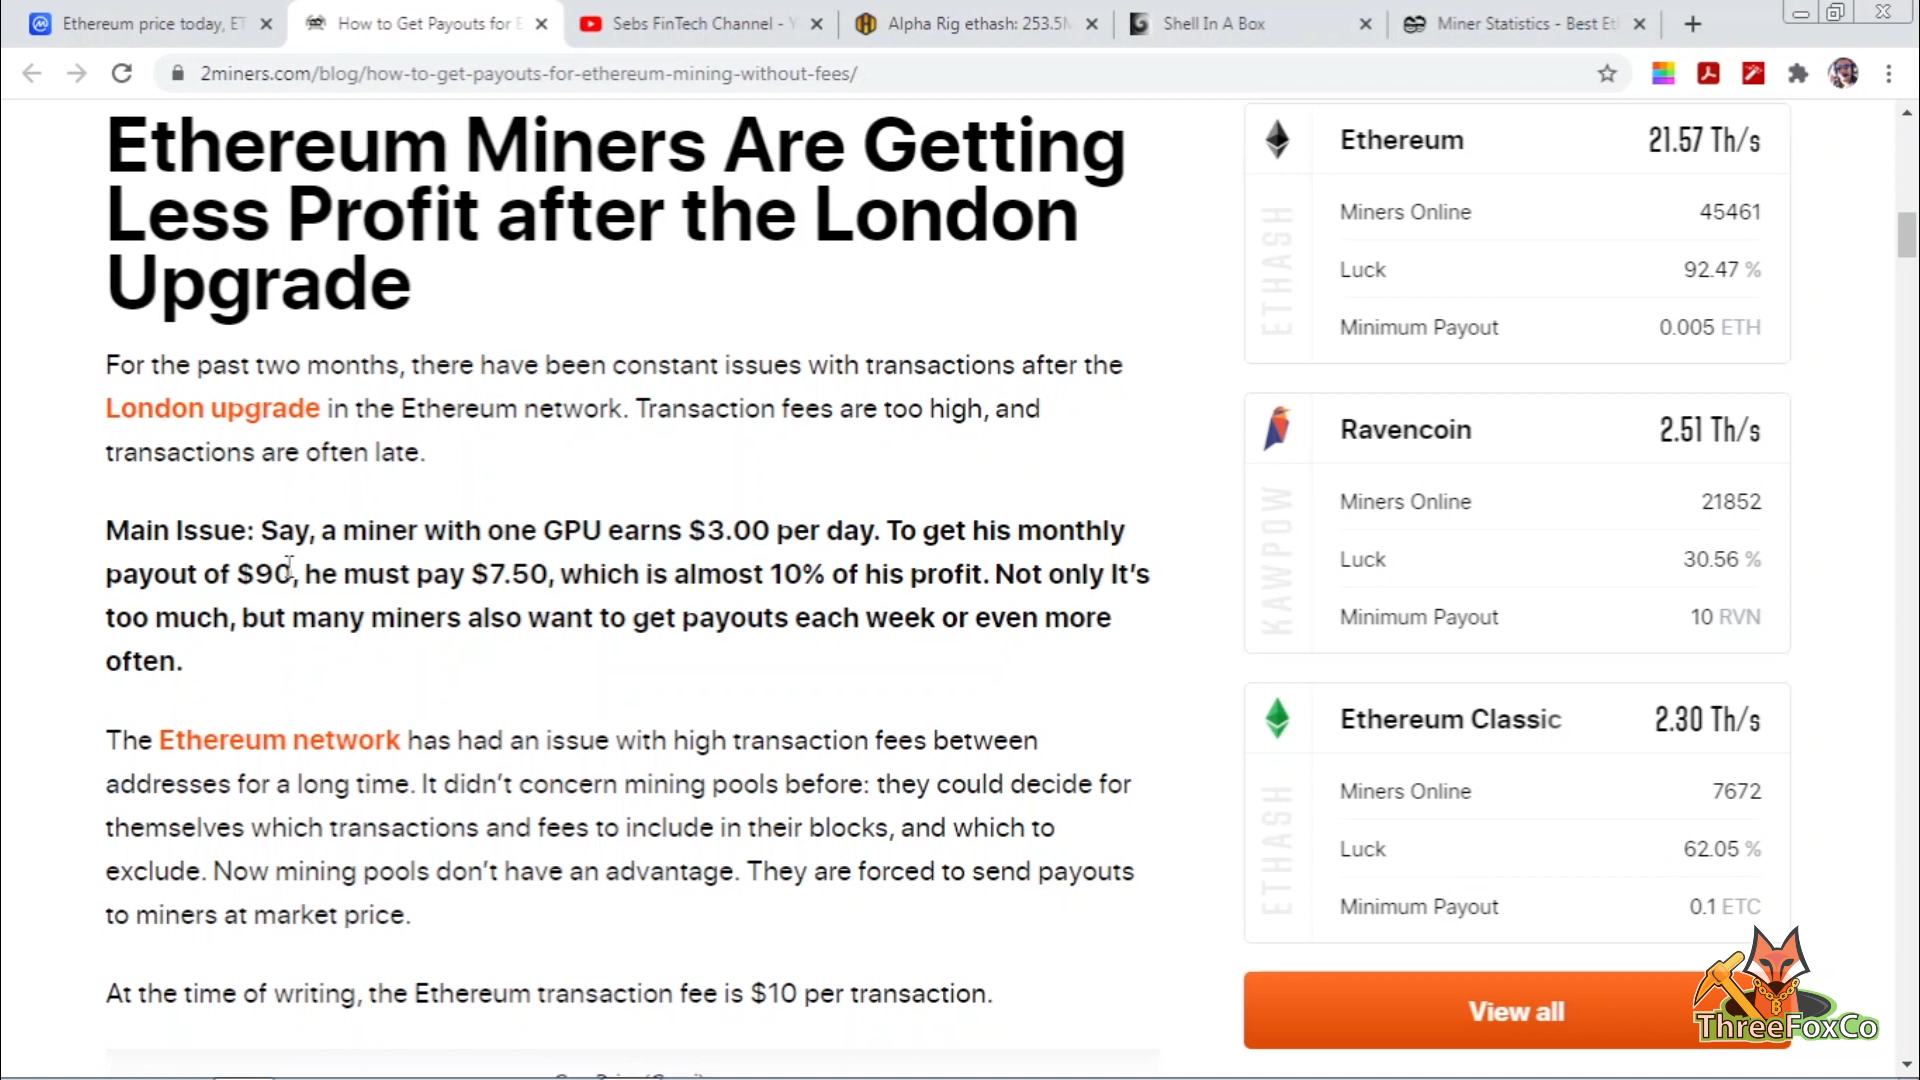 Ethereum price today, ET
How to Get Payouts for E
Sebs FinTech Channel - Y
Alpha Rig ethash: 253.5M
Shell In A Box
Miner Statistics - Best Et
2miners.com/blog/how-to-get-payouts-for-ethereum-mining-without-fees/
Ethereum Miners Are Getting
Less Profit after the London
Upgrade
For the past two months, there have been constant issues with transactions after the
London upgrade in the Ethereum network. Transaction fees are too high, and
transactions are often late.
Main Issue: Say, a miner with one GPU earns $3.00 per day. To get his monthly
payout of $90, he must pay $7.50, which is almost 10% of his profit. Not only It's
too much, but many miners also want to get payouts each week or even more
often.
The Ethereum network has had an issue with high transaction fees between
addresses for a long time. It didn't concern mining pools before: they could decide for
themselves which transactions and fees to include in their blocks, and which to
exclude. Now mining pools don't have an advantage. They are forced to send payouts
to miners at market price.
At the time of writing, the Ethereum transaction fee is $10 per transaction.
Ethereum 21.57 Th/s
ETHASH
Miners Online 45461
Luck 92.47 %
Minimum Payout 0.005 ETH
Ravencoin 2.51 Th/s
KAWPOW
Miners Online 21852
Luck 30.56 %
Minimum Payout 10 RVN
Ethereum Classic 2.30 Th/s
ETHASH
Miners Online 7672
Luck 62.05 %
Minimum Payout 0.1 ETC
View all
ThreeFoxCo